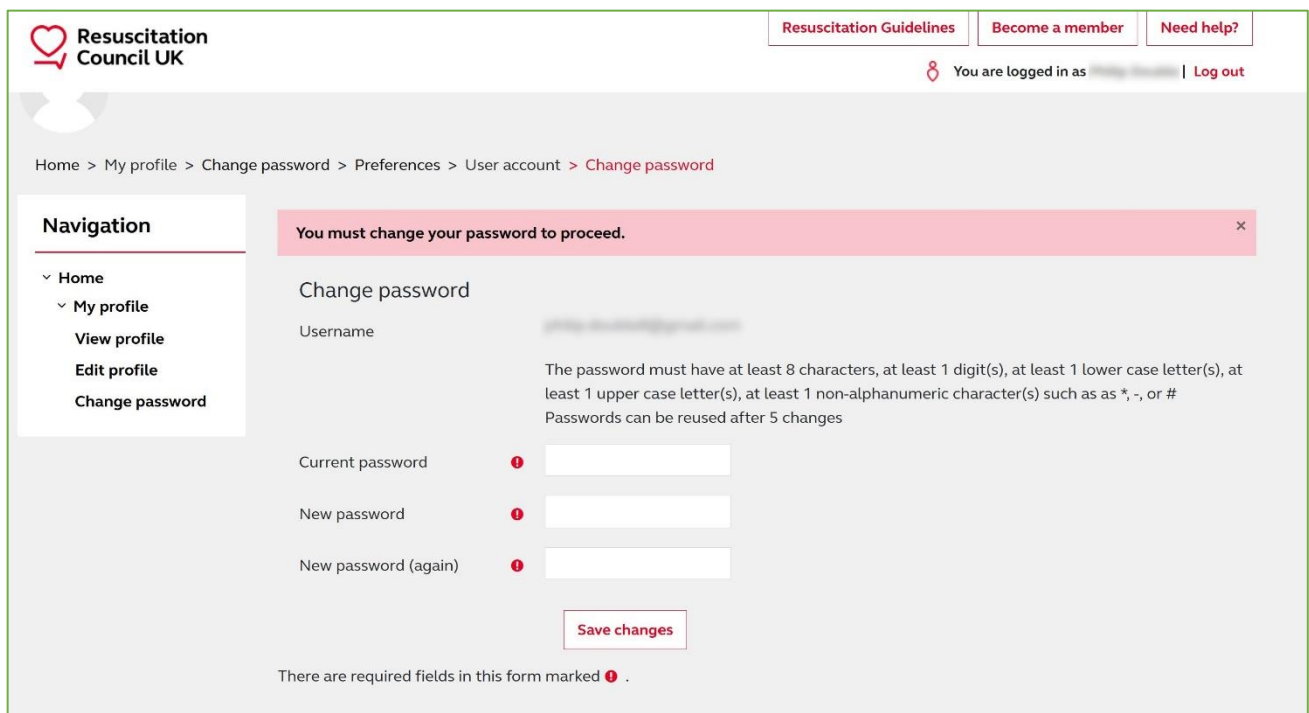 Resuscitation
Council UK
Resuscitation Guidelines
Become a member
Need help?
You are logged in as | Log out
Home > My profile > Change password > Preferences > User account > Change password
Navigation
Home
My profile
View profile
Edit profile
Change password
You must change your password to proceed. ×
Change password
Username
The password must have at least 8 characters, at least 1 digit(s), at least 1 lower case letter(s), at
least 1 upper case letter(s), at least 1 non-alphanumeric character(s) such as as *, -, or #
Passwords can be reused after 5 changes
Current password
New password
New password (again)
Save changes
There are required fields in this form marked .